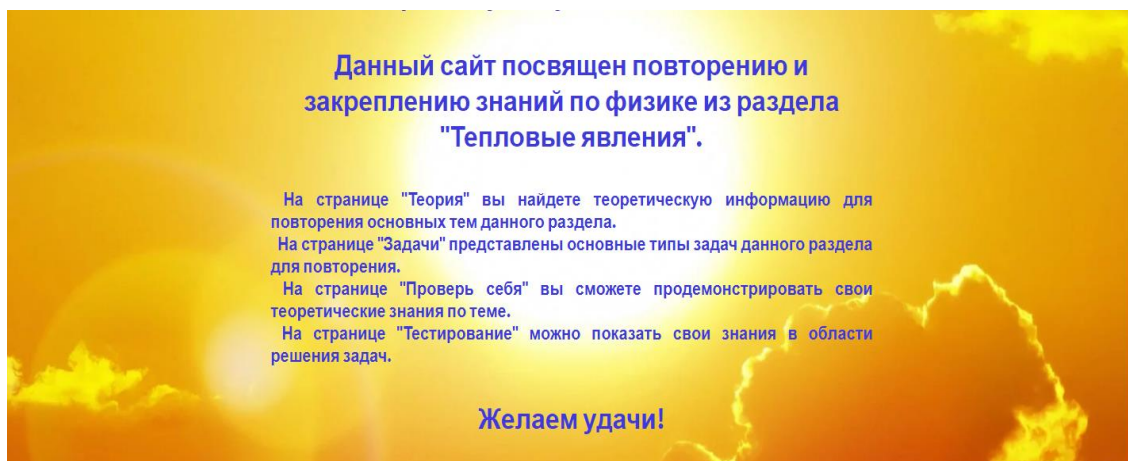 Данный сайт посвящен повторению и
закреплению знаний по физике из раздела
"Тепловые явления".
На странице "Теория" вы найдете теоретическую информацию для
повторения основных тем данного раздела.
На странице "Задачи" представлены основные типы задач данного раздела
для повторения.
На странице "Проверь себя" вы сможете продемонстрировать свои
теоретические знания по теме.
На странице "Тестирование" можно показать свои знания в области
решения задач.
Желаем удачи!